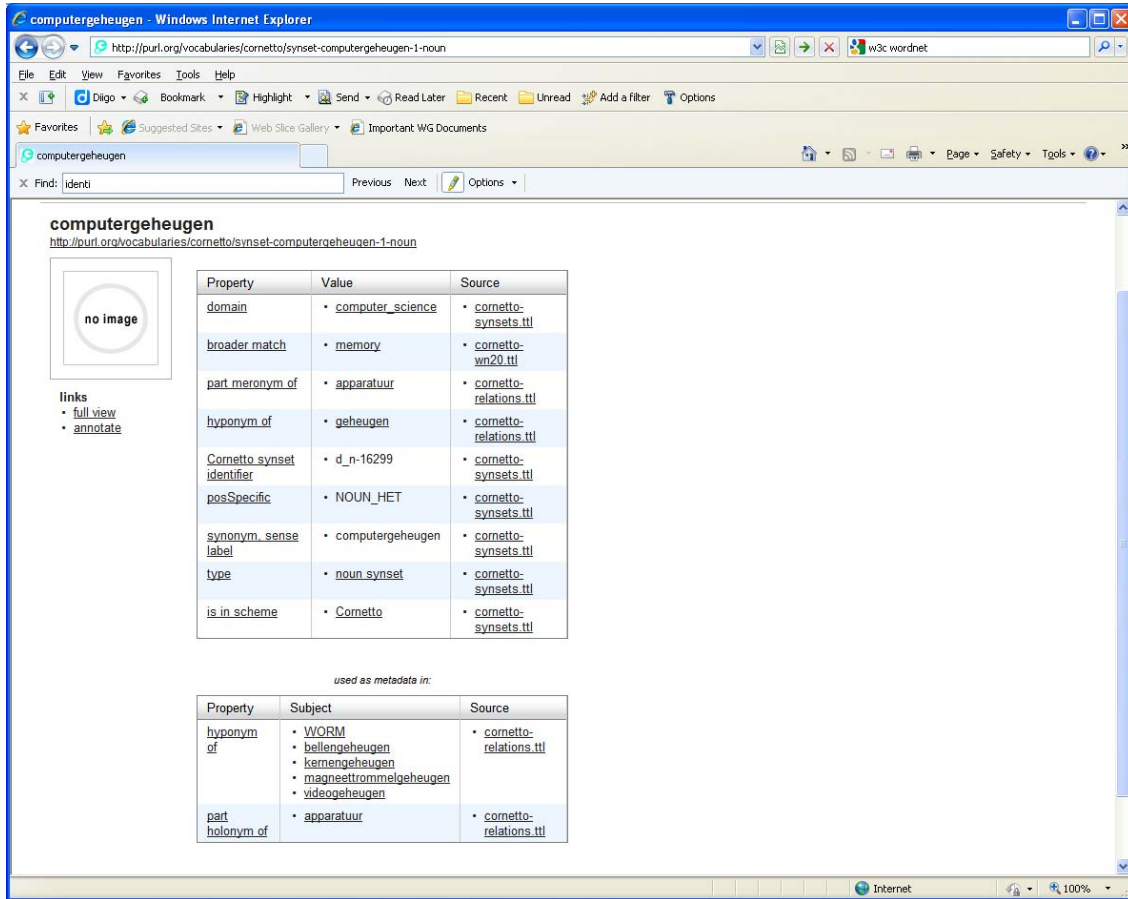 computergeheugen - Windows Internet Explorer
http://purl.org/vocabularies/cornetto/synset-computergeheugen-1-noun
w3c wordnet
File Edit View Favorites Tools Help
X Diigo Bookmark Highlight Send Read Later Recent Unread Add a filter Options
Favorites Suggested Sites Web Slice Gallery Important WG Documents
computergeheugen
Page Safety Tools »
X Find: identi Previous Next Options
computergeheugen
http://purl.org/vocabularies/cornetto/synset-computergeheugen-1-noun
no image
links
• full view
• annotate
Property Value Source
domain • computer_science • cornetto-
synsets.ttl
broader match • memory • cornetto-
wn20.ttl
part meronym of • apparatuur • cornetto-
relations.ttl
hyponym of • geheugen • cornetto-
relations.ttl
Cornetto synset • d_n-16299 • cornetto-
identifier synsets.ttl
posSpecific • NOUN_HET • cornetto-
synsets.ttl
synonym, sense • computergeheugen • cornetto-
label synsets.ttl
type • noun synset • cornetto-
synsets.ttl
is in scheme • Cornetto • cornetto-
synsets.ttl
used as metadata in:
Property Subject Source
hyponym • WORM • cornetto-
of • bellengeheugen relations.ttl
• kernengeheugen
• magneettrommelgeheugen
• videogeheugen
part • apparatuur • cornetto-
holonym of relations.ttl
Internet 100%